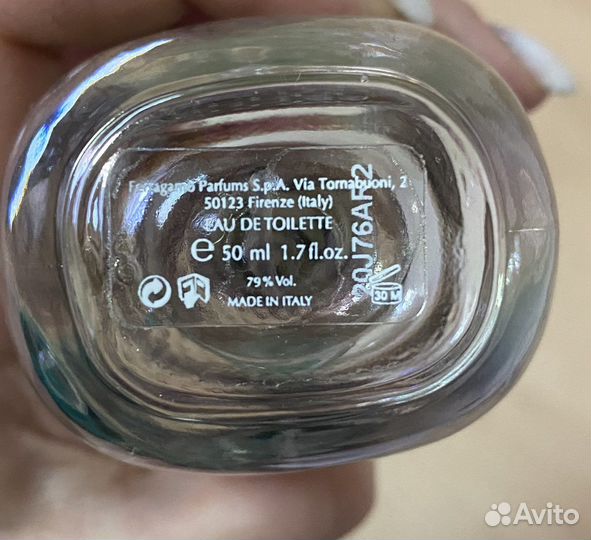 Ferragamo Parfums S.p.A. Via Tornabuoni, 2
50123 Firenze (Italy)
EAU DE TOILETTE
e 50 ml 1.7 fl.oz.
79% Vol.
MADE IN ITALY
30 M
Avito